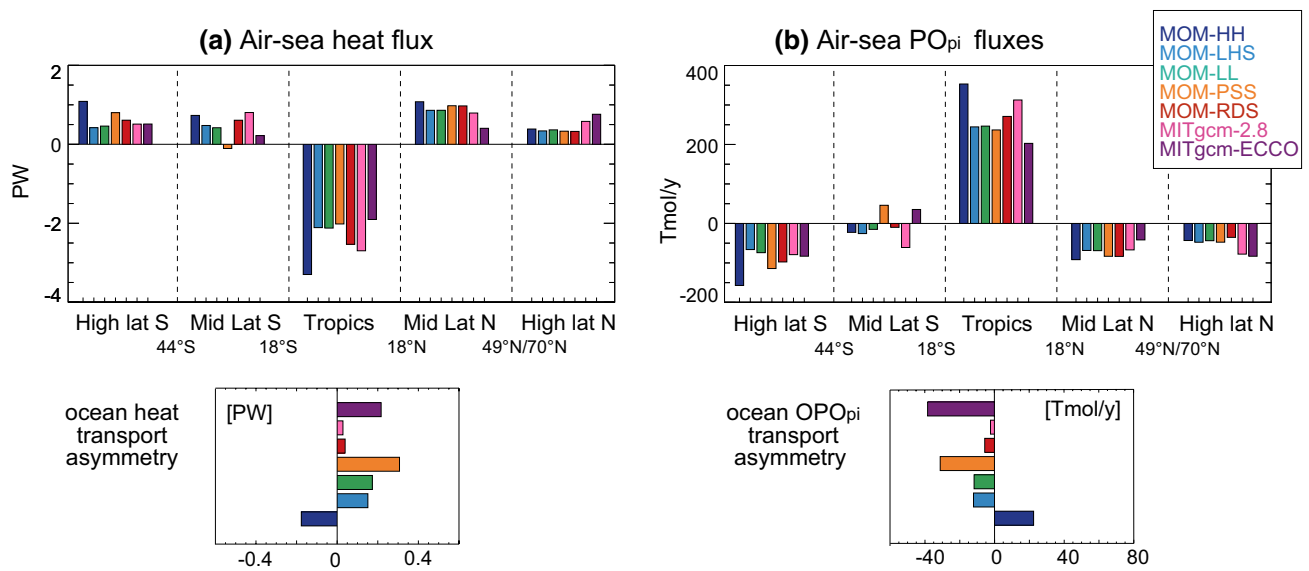 (a) Air-sea heat flux
2
0
-2
-4
PW
High lat S
Mid Lat S
Tropics
Mid Lat N
High lat N
44°S
18°S
18°N
49°N/70°N
(b) Air-sea POpi fluxes
400
200
0
-200
Tmol/y
High lat S
Mid Lat S
Tropics
Mid Lat N
High lat N
44°S
18°S
18°N
49°N/70°N
MOM-HH
MOM-LHS
MOM-LL
MOM-PSS
MOM-RDS
MITgcm-2.8
MITgcm-ECCO
ocean heat
transport
asymmetry
[PW]
-0.4
0
0.4
ocean OPOpi
transport
asymmetry
[Tmol/y]
-40
0
40
80